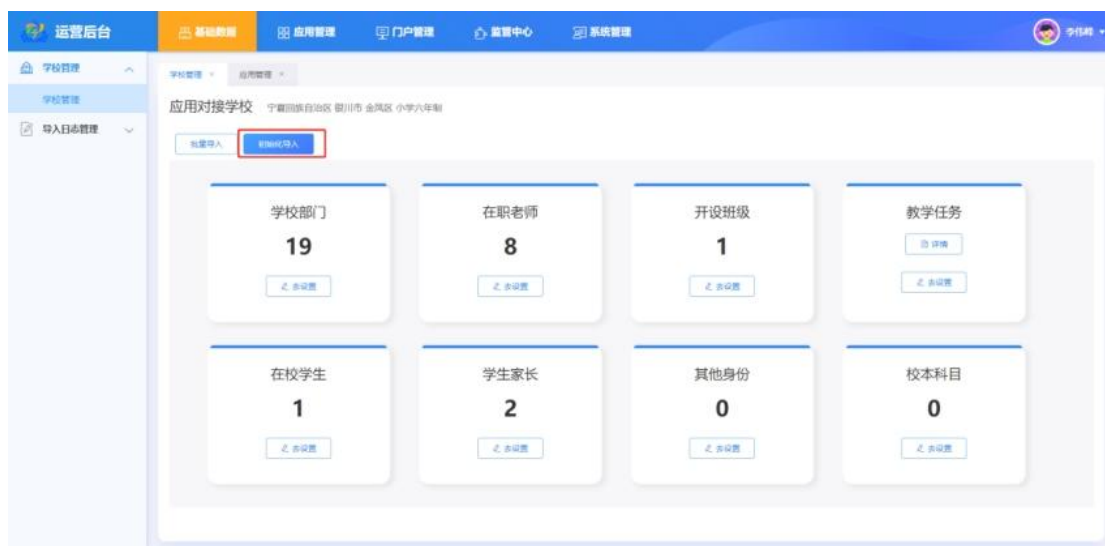 运营后台
基础数据
应用管理
门户管理
监管中心
系统管理
李伟峰
学校管理
学校管理
导入日志管理
学校管理 ×
应用管理 ×
应用对接学校 宁夏回族自治区 银川市 金凤区 小学六年制
批量导入
初始化导入
学校部门
19
去设置
在职老师
8
去设置
开设班级
1
去设置
教学任务
详情
去设置
在校学生
1
去设置
学生家长
2
去设置
其他身份
0
去设置
校本科目
0
去设置